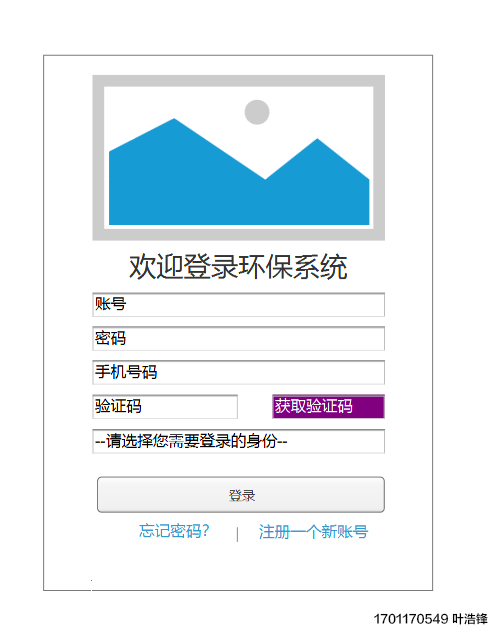 欢迎登录环保系统
账号
密码
手机号码
验证码 获取验证码
--请选择您需要登录的身份--
登录
忘记密码? | 注册一个新账号
1701170549 叶浩锋